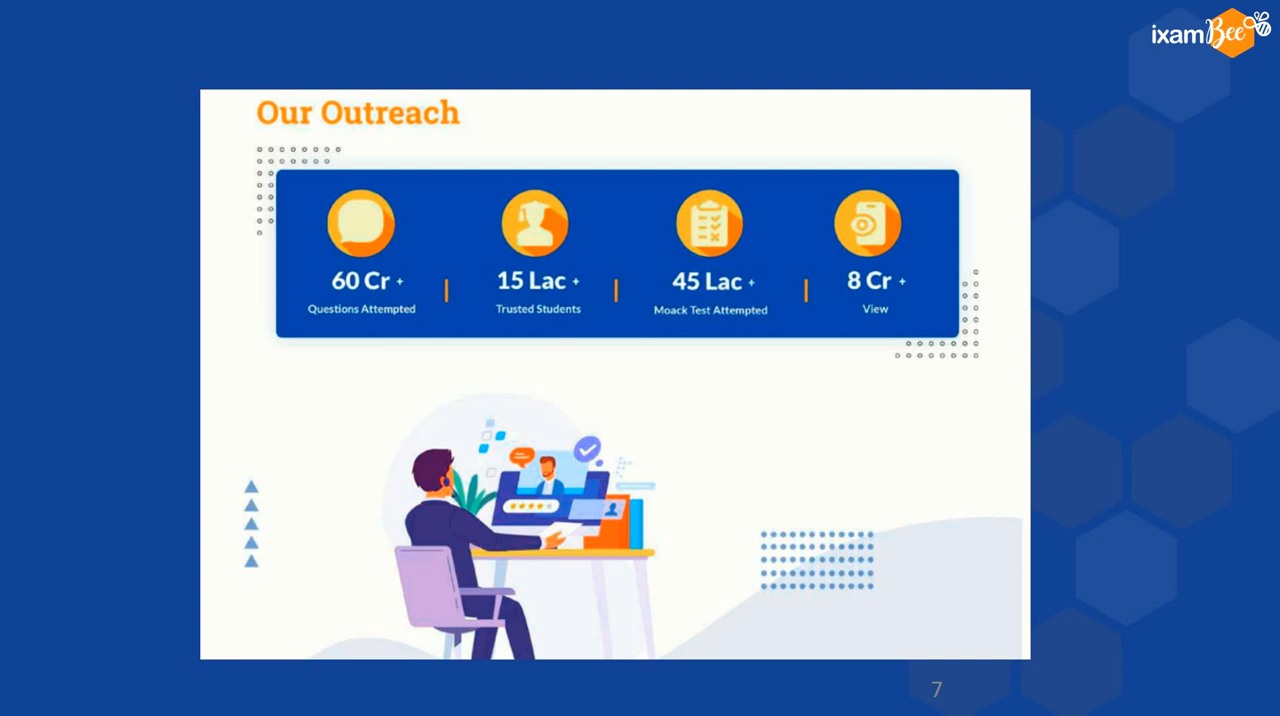 ixamBee
Our Outreach
60 Cr +
Questions Attempted
15 Lac +
Trusted Students
45 Lac +
Moack Test Attempted
8 Cr +
View
7